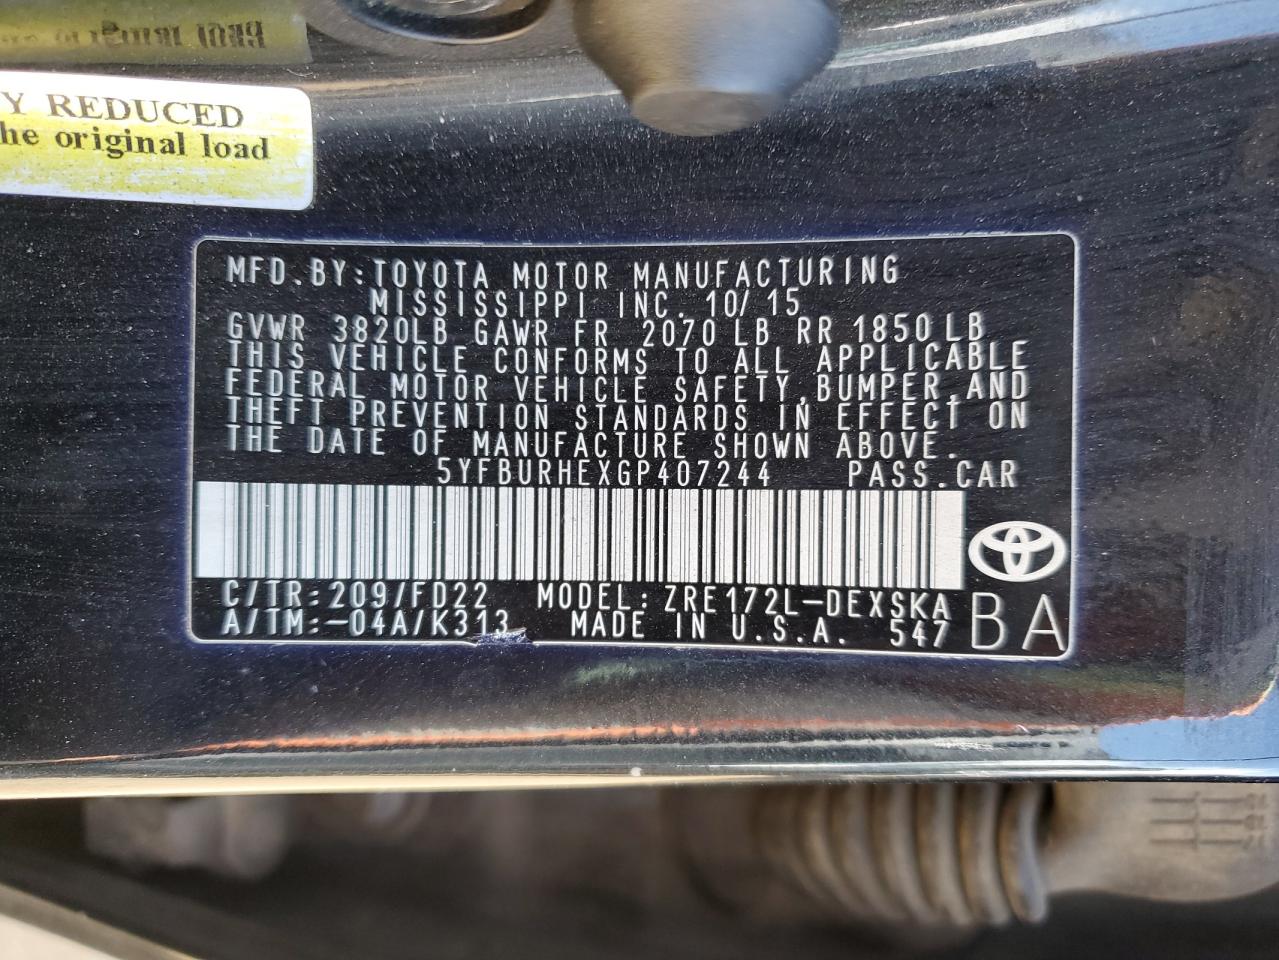 Y REDUCED
he original load
MFD.BY:TOYOTA MOTOR MANUFACTURING
MISSISSIPPI INC. 10/15
GVWR 3820LB GAWR FR 2070 LB RR 1850 LB
THIS VEHICLE CONFORMS TO ALL APPLICABLE
FEDERAL MOTOR VEHICLE SAFETY,BUMPER,AND
THEFT PREVENTION STANDARDS IN EFFECT ON
THE DATE OF MANUFACTURE SHOWN ABOVE.
5YFBURHEXGP407244 PASS.CAR
C/TR:209/FD22 MODEL:ZRE172L-DEXSKA
A/TM:-04A/K313 MADE IN U.S.A. 547 BA